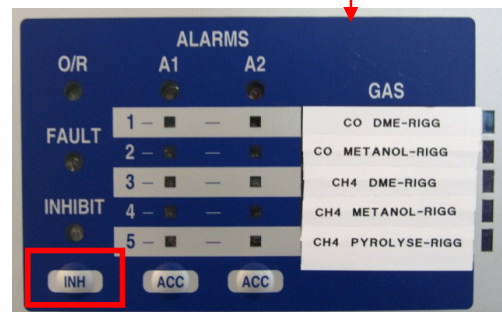 ALARMS
O/R A1 A2
GAS
1 – – CO DME-RIGG
FAULT
2 – – CO METANOL-RIGG
3 – – CH4 DME-RIGG
INHIBIT
4 – – CH4 METANOL-RIGG
5 – – CH4 PYROLYSE-RIGG
INH ACC ACC